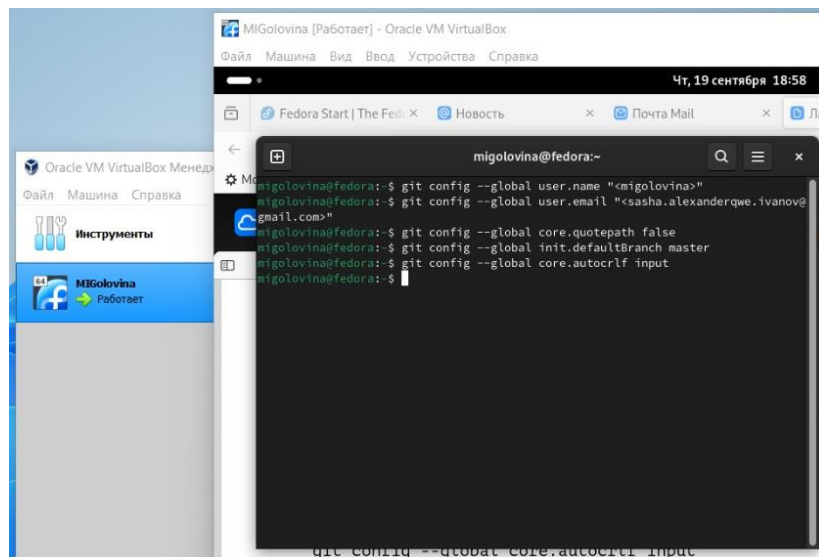 MIGolovina [Работает] - Oracle VM VirtualBox
Файл Машина Вид Ввод Устройства Справка
Чт, 19 сентября 18:58
Fedora Start | The Fed
Новость
Почта Mail
Oracle VM VirtualBox
Файл Машина Справка
Инструменты
64
MIGolovina
Работает
migolovina@fedora:~
migolovina@fedora:~$ git config --global user.name "<migolovina>"
migolovina@fedora:~$ git config --global user.email "<sasha.alexanderqwe.ivanov@
gmail.com>"
migolovina@fedora:~$ git config --global core.quotepath false
migolovina@fedora:~$ git config --global init.defaultBranch master
migolovina@fedora:~$ git config --global core.autocrlf input
migolovina@fedora:~$
git config --global core.autocrlf input